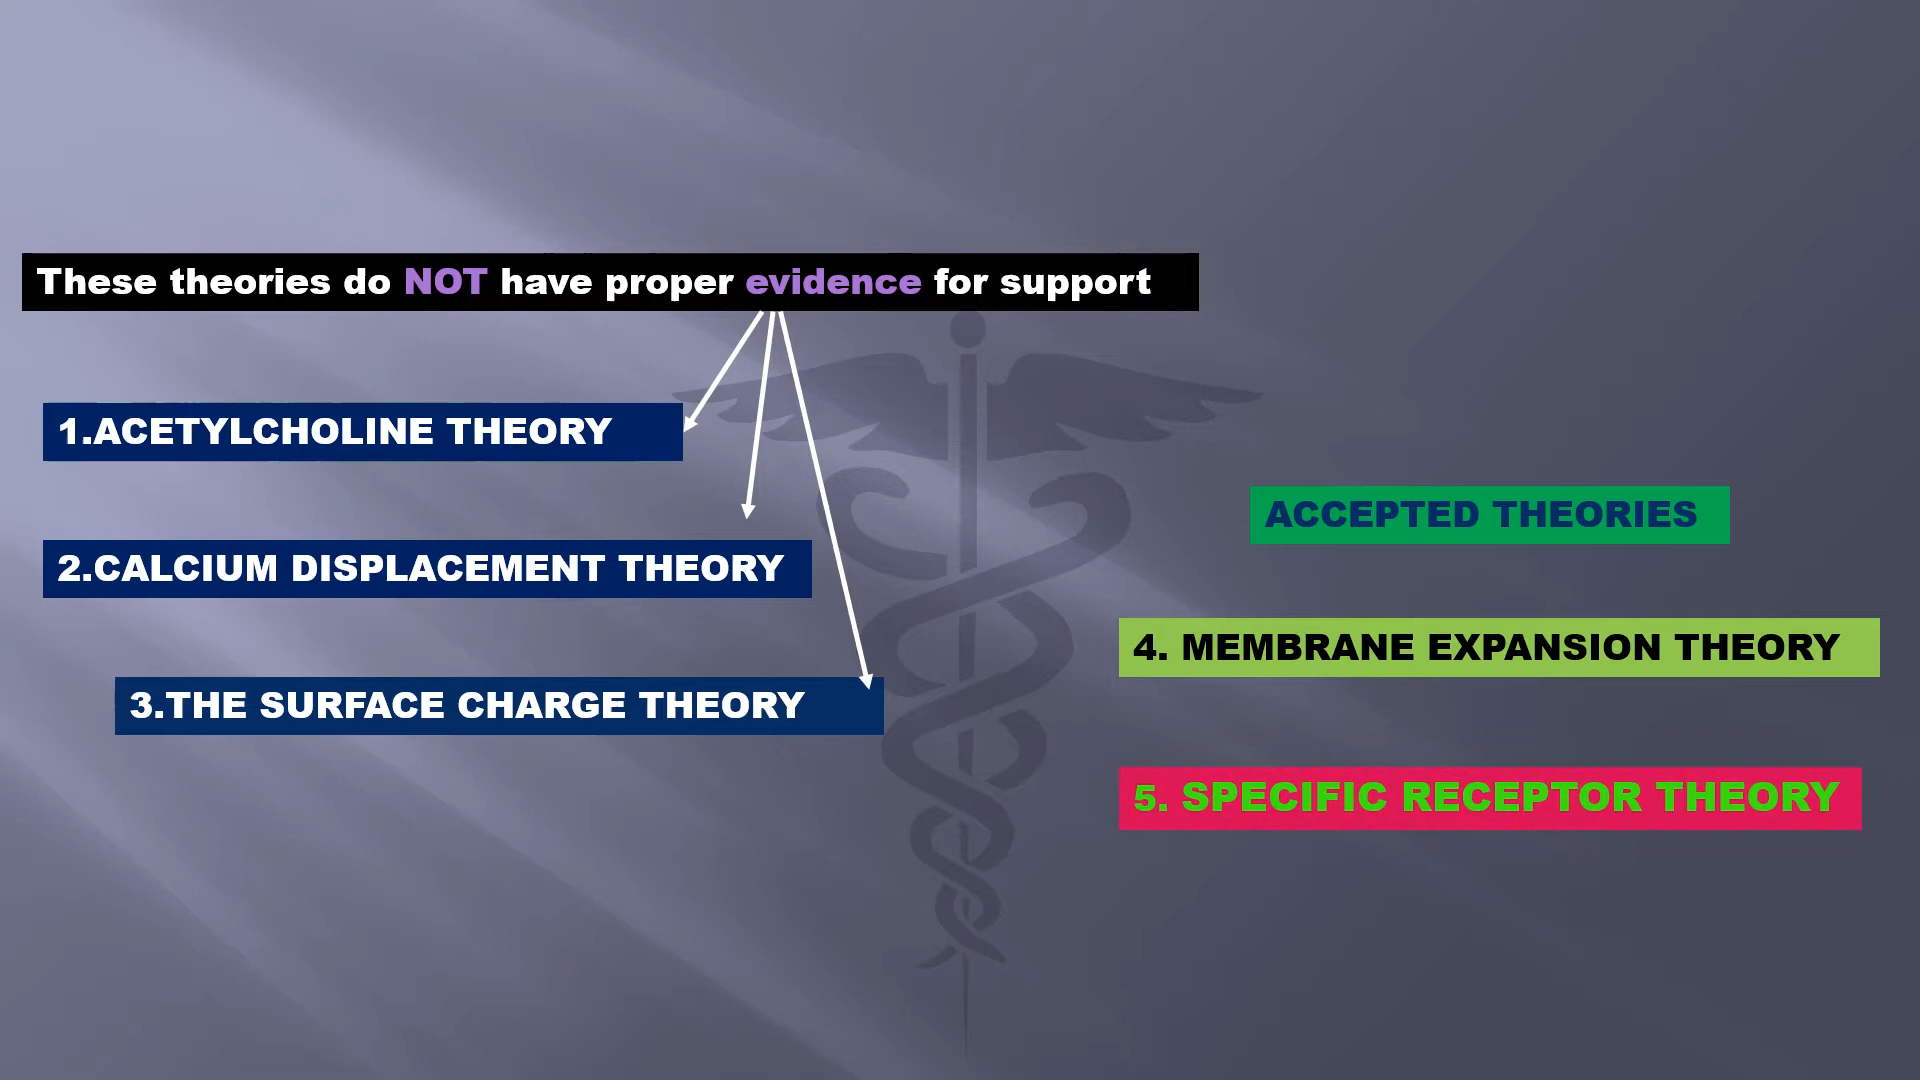 These theories do NOT have proper evidence for support
1.ACETYLCHOLINE THEORY
2.CALCIUM DISPLACEMENT THEORY
3.THE SURFACE CHARGE THEORY
ACCEPTED THEORIES
4. MEMBRANE EXPANSION THEORY
5. SPECIFIC RECEPTOR THEORY